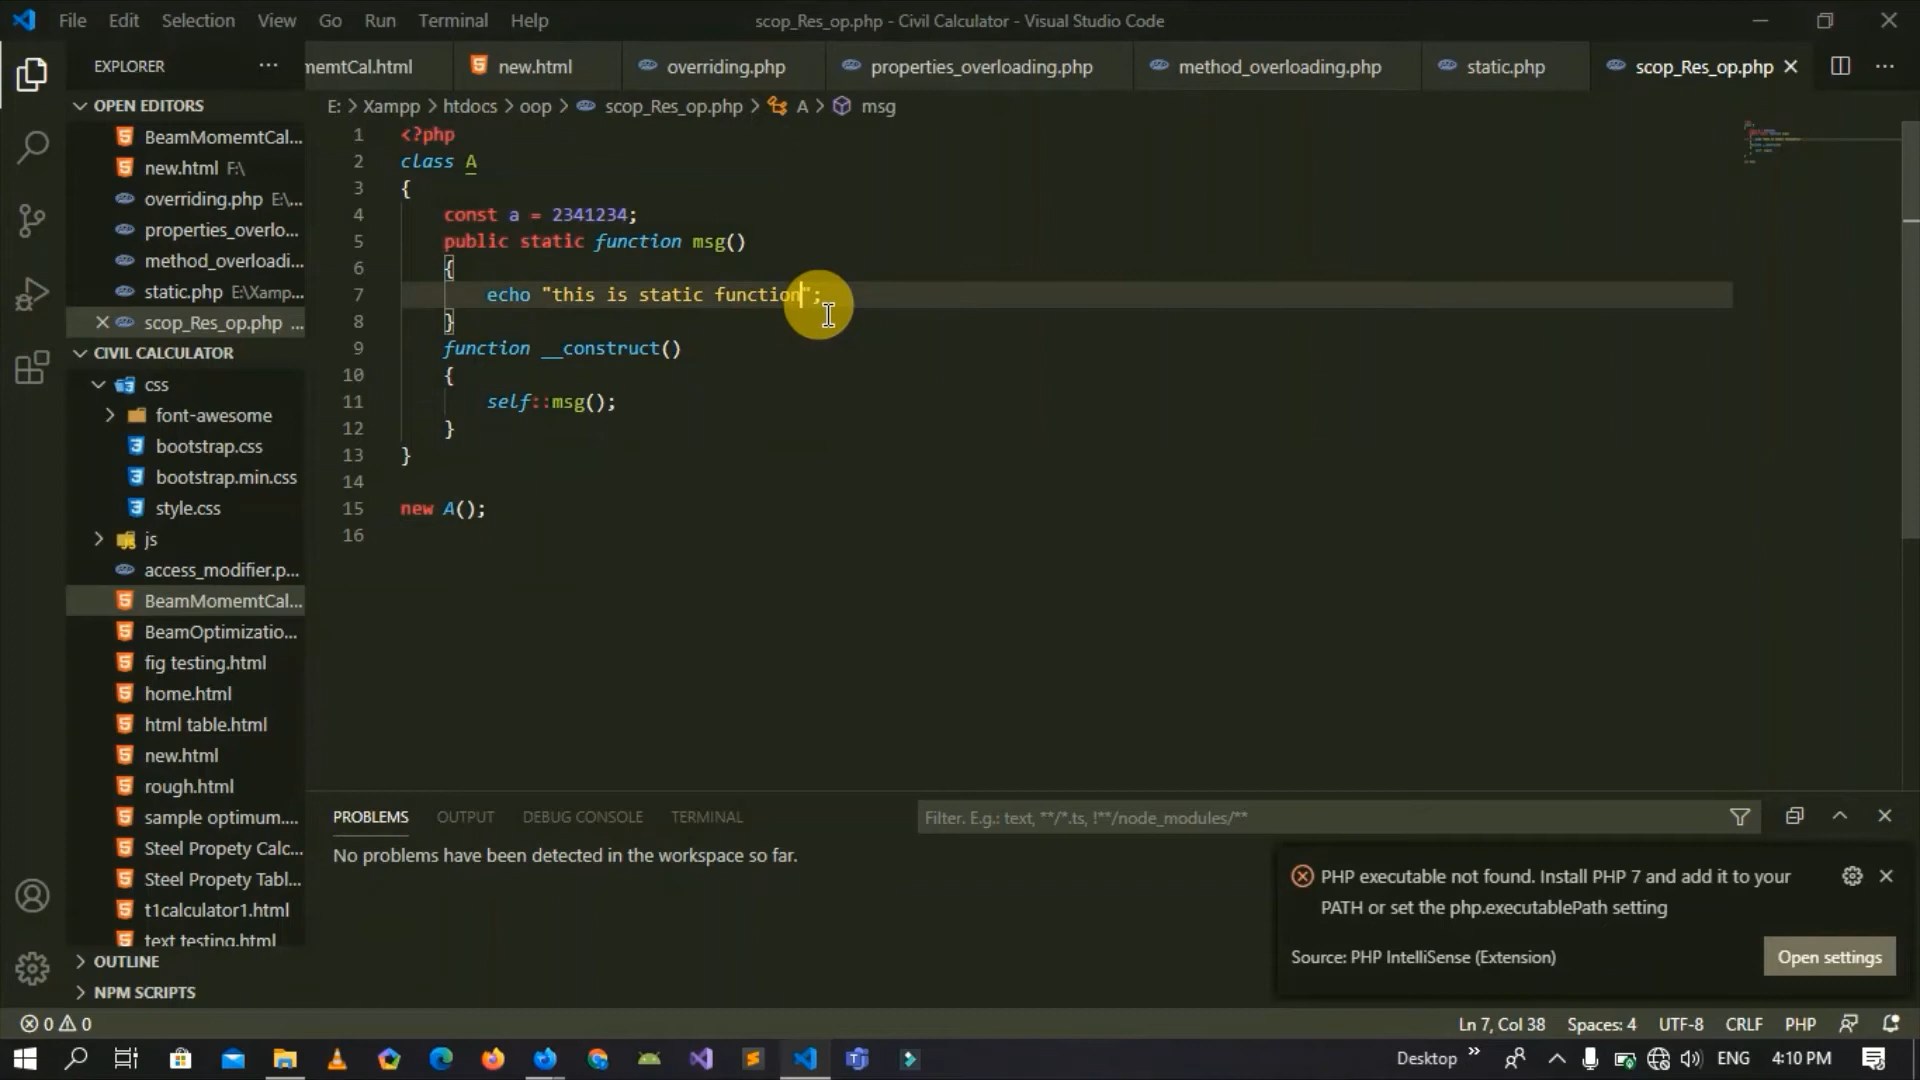 File Edit Selection View Go Run Terminal Help
scop_Res_op.php - Civil Calculator - Visual Studio Code
EXPLORER
memtCal.html
new.html
overriding.php
properties_overloading.php
method_overloading.php
static.php
scop_Res_op.php
OPEN EDITORS
BeamMomemtCal...
new.html F:\
overriding.php E:\...
properties_overlo...
method_overloadi...
static.php E:\Xamp...
scop_Res_op.php ...
CIVIL CALCULATOR
css
font-awesome
bootstrap.css
bootstrap.min.css
style.css
js
access_modifier.p...
BeamMomemtCal...
BeamOptimizatio...
fig testing.html
home.html
html table.html
new.html
rough.html
sample optimum....
Steel Propety Calc...
Steel Propety Tabl...
t1calculator1.html
text testing.html
OUTLINE
NPM SCRIPTS
E: > Xampp > htdocs > oop > scop_Res_op.php > A > msg
1 <?php
2 class A
3 {
4 const a = 2341234;
5 public static function msg()
6 {
7 echo "this is static function";
8 }
9 function __construct()
10 {
11 self::msg();
12 }
13 }
14
15 new A();
16
PROBLEMS OUTPUT DEBUG CONSOLE TERMINAL
Filter. E.g.: text, **/*.ts, !**/node_modules/**
No problems have been detected in the workspace so far.
PHP executable not found. Install PHP 7 and add it to your
PATH or set the php.executablePath setting
Source: PHP IntelliSense (Extension)
Open settings
0 0
Ln 7, Col 38 Spaces: 4 UTF-8 CRLF PHP
Desktop » ENG 4:10 PM